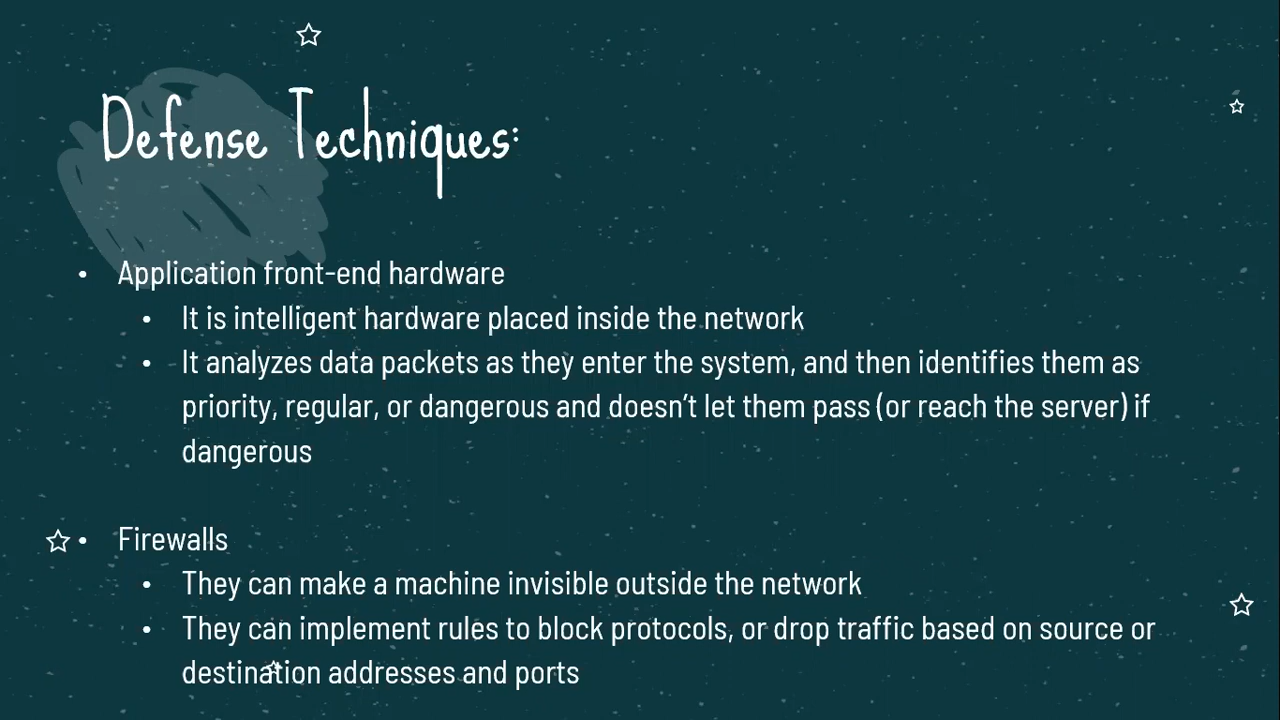 Defense Techniques:
• Application front-end hardware
• It is intelligent hardware placed inside the network
• It analyzes data packets as they enter the system, and then identifies them as
priority, regular, or dangerous and doesn't let them pass (or reach the server) if
dangerous
• Firewalls
• They can make a machine invisible outside the network
• They can implement rules to block protocols, or drop traffic based on source or
destination addresses and ports